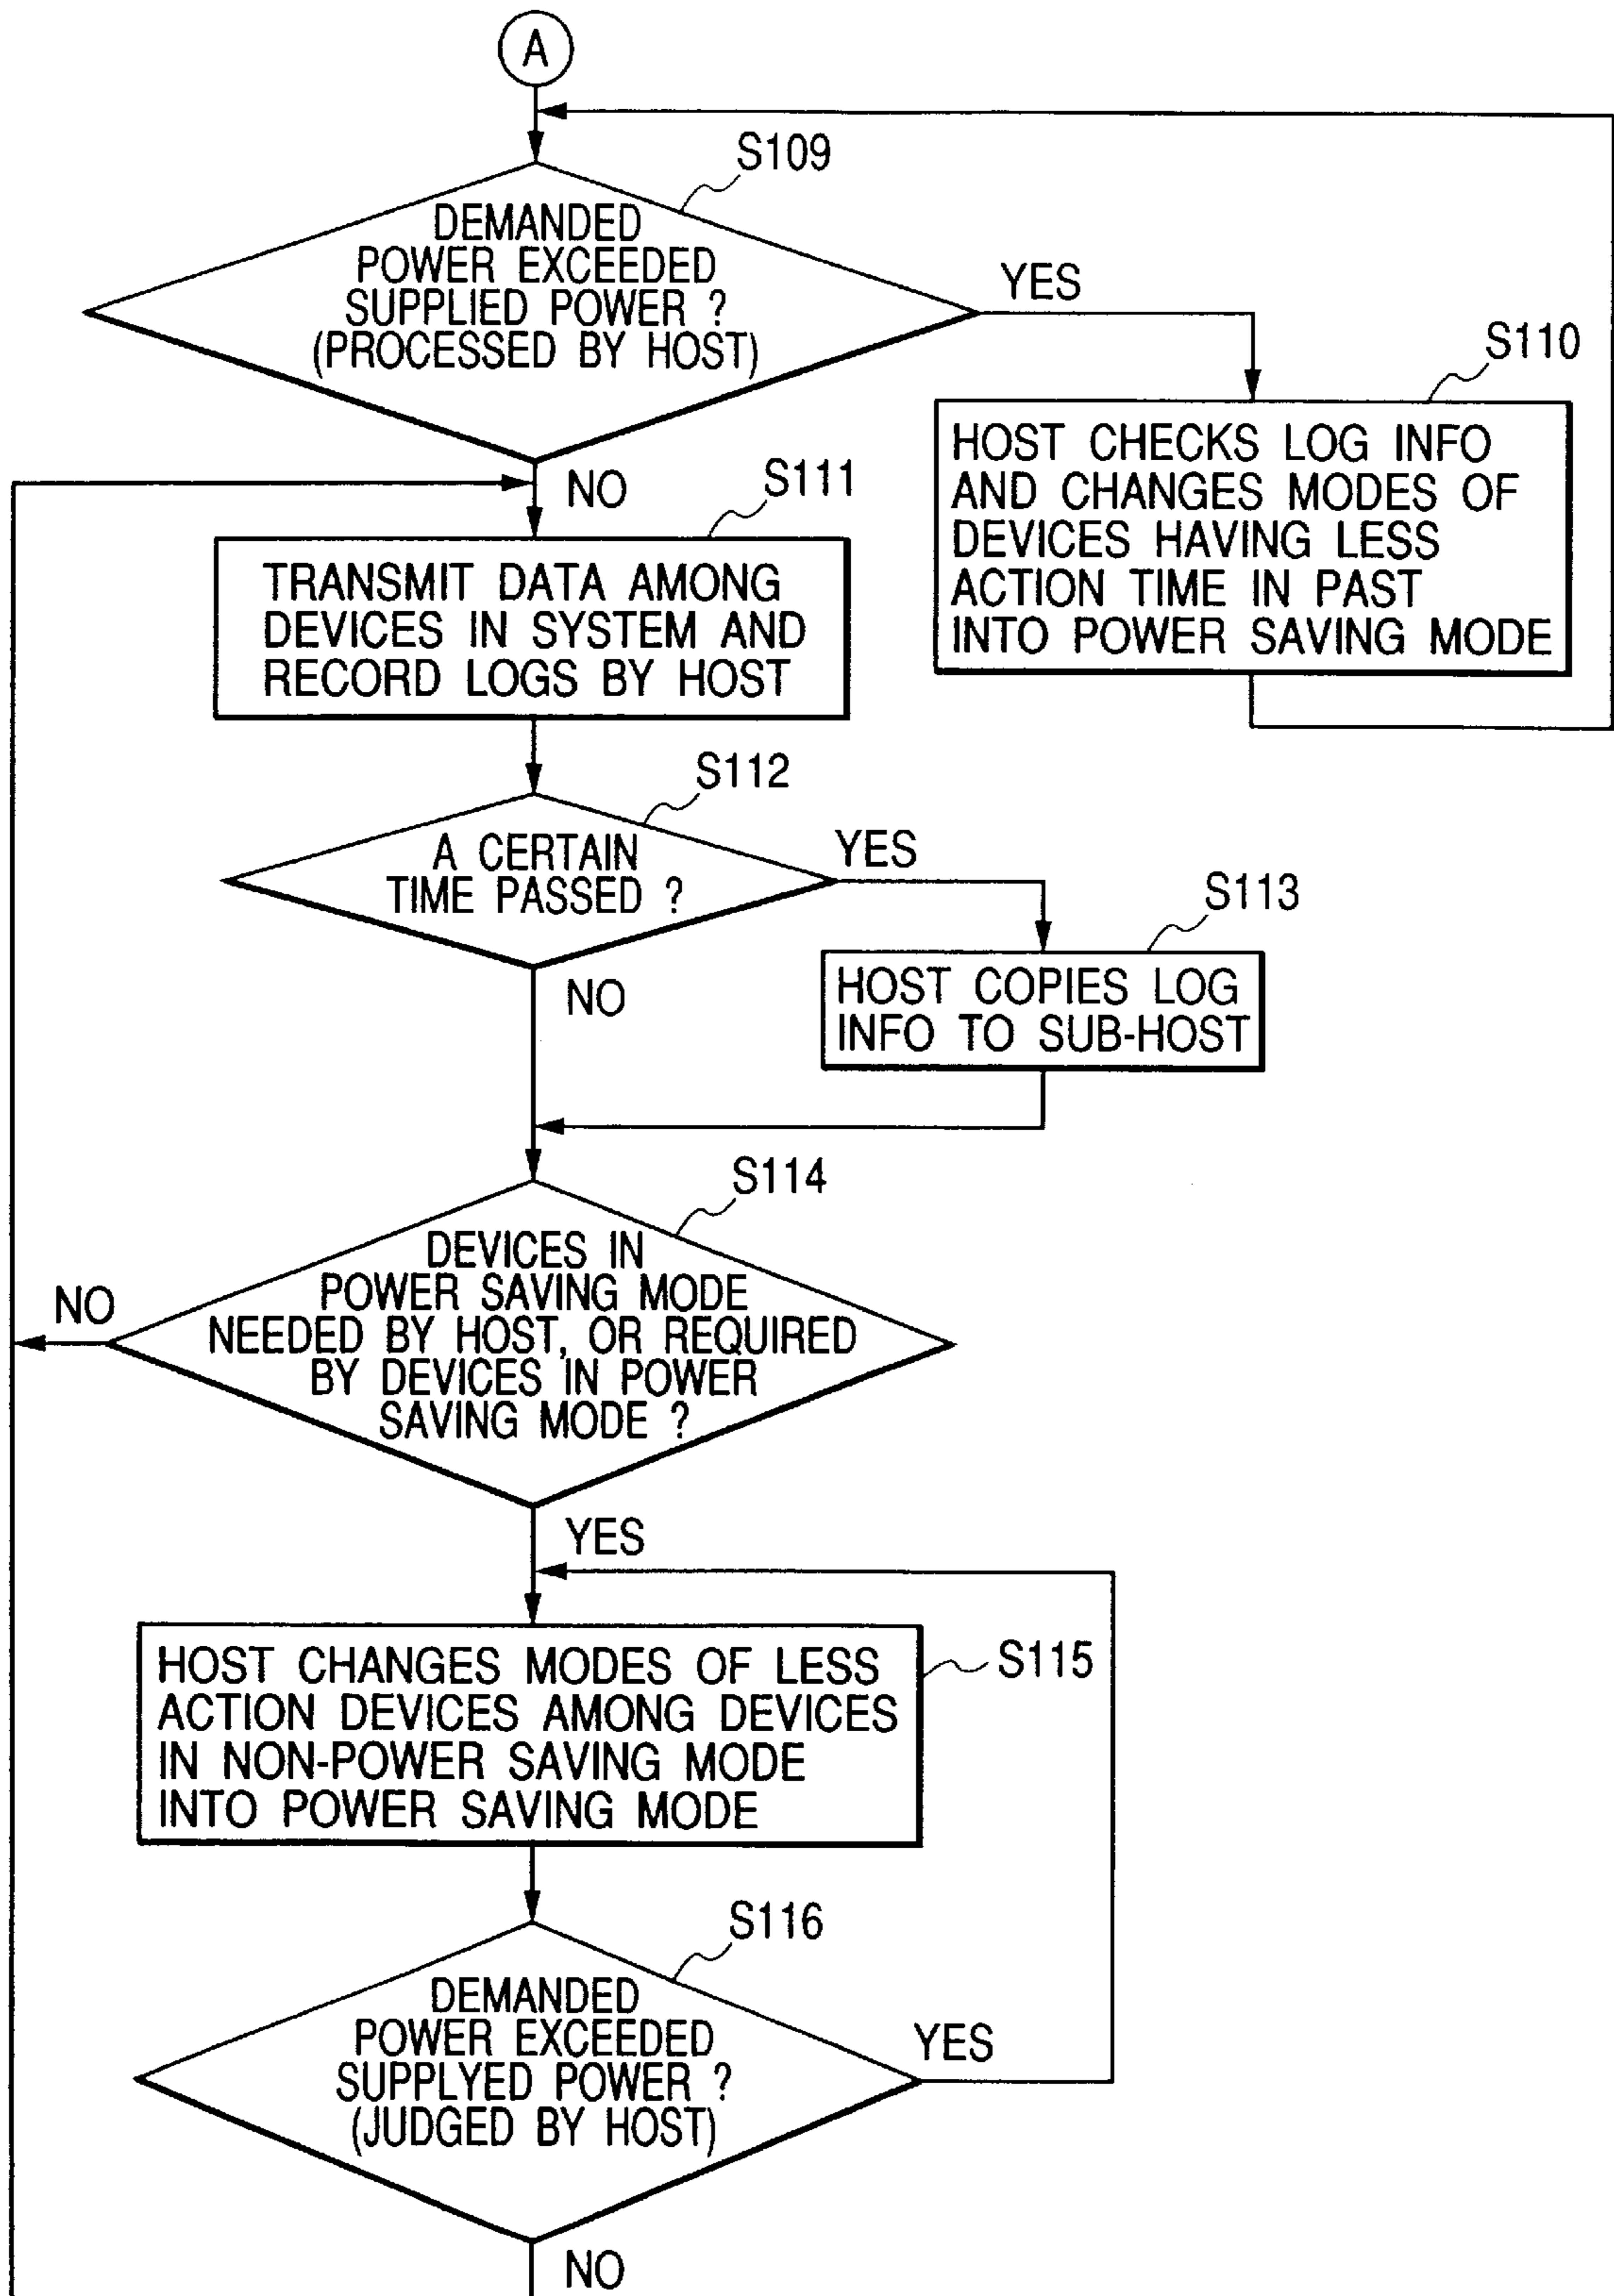 A
S109
DEMANDED
POWER EXCEEDED
SUPPLIED POWER ?
(PROCESSED BY HOST)
YES
S110
HOST CHECKS LOG INFO
AND CHANGES MODES OF
DEVICES HAVING LESS
ACTION TIME IN PAST
INTO POWER SAVING MODE
NO
S111
TRANSMIT DATA AMONG
DEVICES IN SYSTEM AND
RECORD LOGS BY HOST
S112
A CERTAIN
TIME PASSED ?
YES
S113
HOST COPIES LOG
INFO TO SUB-HOST
NO
S114
DEVICES IN
POWER SAVING MODE
NEEDED BY HOST, OR REQUIRED
BY DEVICES IN POWER
SAVING MODE ?
NO
YES
HOST CHANGES MODES OF LESS
ACTION DEVICES AMONG DEVICES
IN NON-POWER SAVING MODE
INTO POWER SAVING MODE
S115
S116
DEMANDED
POWER EXCEEDED
SUPPLYED POWER ?
(JUDGED BY HOST)
YES
NO